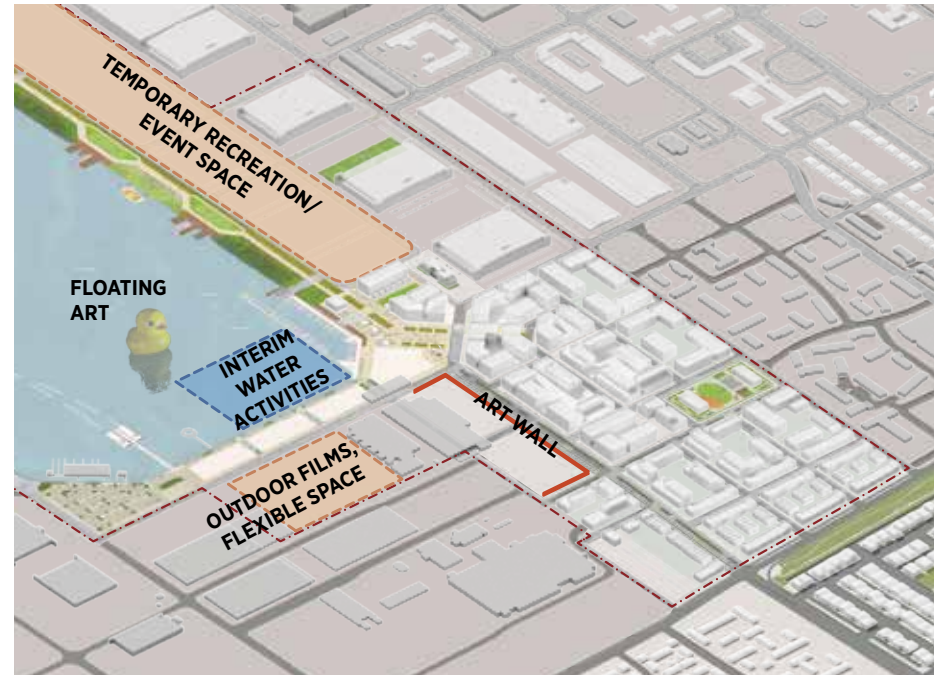 TEMPORARY RECREATION/
EVENT SPACE
FLOATING
ART
INTERIM
WATER
ACTIVITIES
ART WALL
OUTDOOR FILMS,
FLEXIBLE SPACE